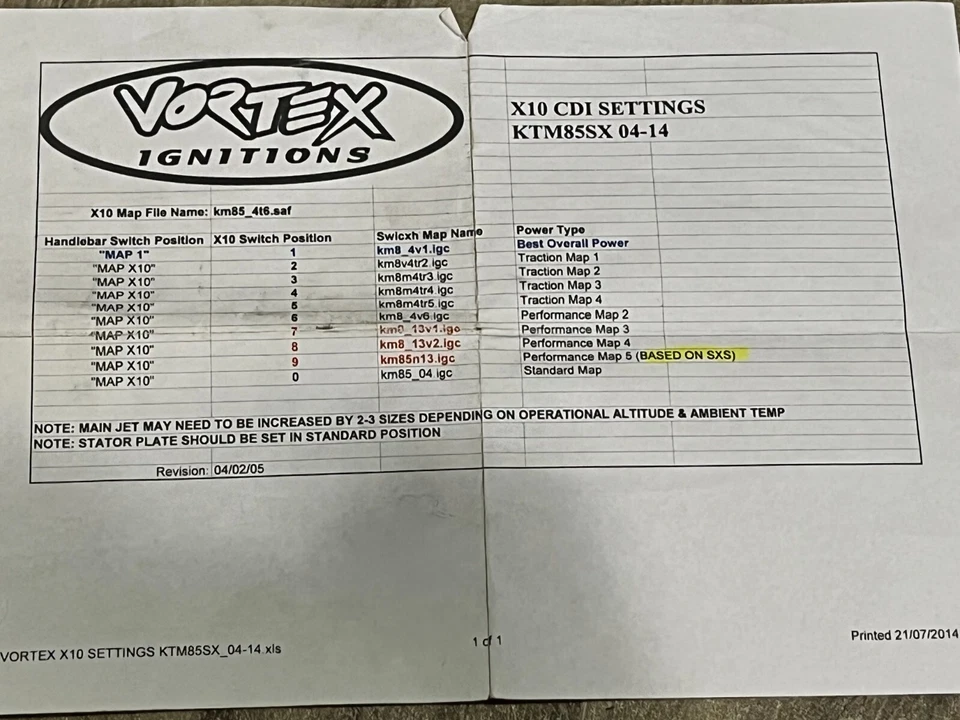 VORTEX
IGNITIONS
X10 CDI SETTINGS
KTM85SX 04-14
X10 Map File Name: km85_4t6.saf
Handlebar Switch Position X10 Switch Position Swicxh Map Name Power Type
"MAP 1" 1 km8_4v1.igc Best Overall Power
"MAP X10" 2 km8v4tr2.igc Traction Map 1
"MAP X10" 3 km8m4tr3.igc Traction Map 2
"MAP X10" 4 km8m4tr4.igc Traction Map 3
"MAP X10" 5 km8m4tr5.igc Traction Map 4
"MAP X10" 6 km8_4v6.igc Performance Map 2
"MAP X10" 7 km8_13v1.igc Performance Map 3
"MAP X10" 8 km8_13v2.igc Performance Map 4
"MAP X10" 9 km85n13.igc Performance Map 5 (BASED ON SXS)
"MAP X10" 0 km85_04.igc Standard Map
NOTE: MAIN JET MAY NEED TO BE INCREASED BY 2-3 SIZES DEPENDING ON OPERATIONAL ALTITUDE & AMBIENT TEMP
NOTE: STATOR PLATE SHOULD BE SET IN STANDARD POSITION
Revision: 04/02/05
VORTEX X10 SETTINGS KTM85SX_04-14.xls 1 of 1 Printed 21/07/2014